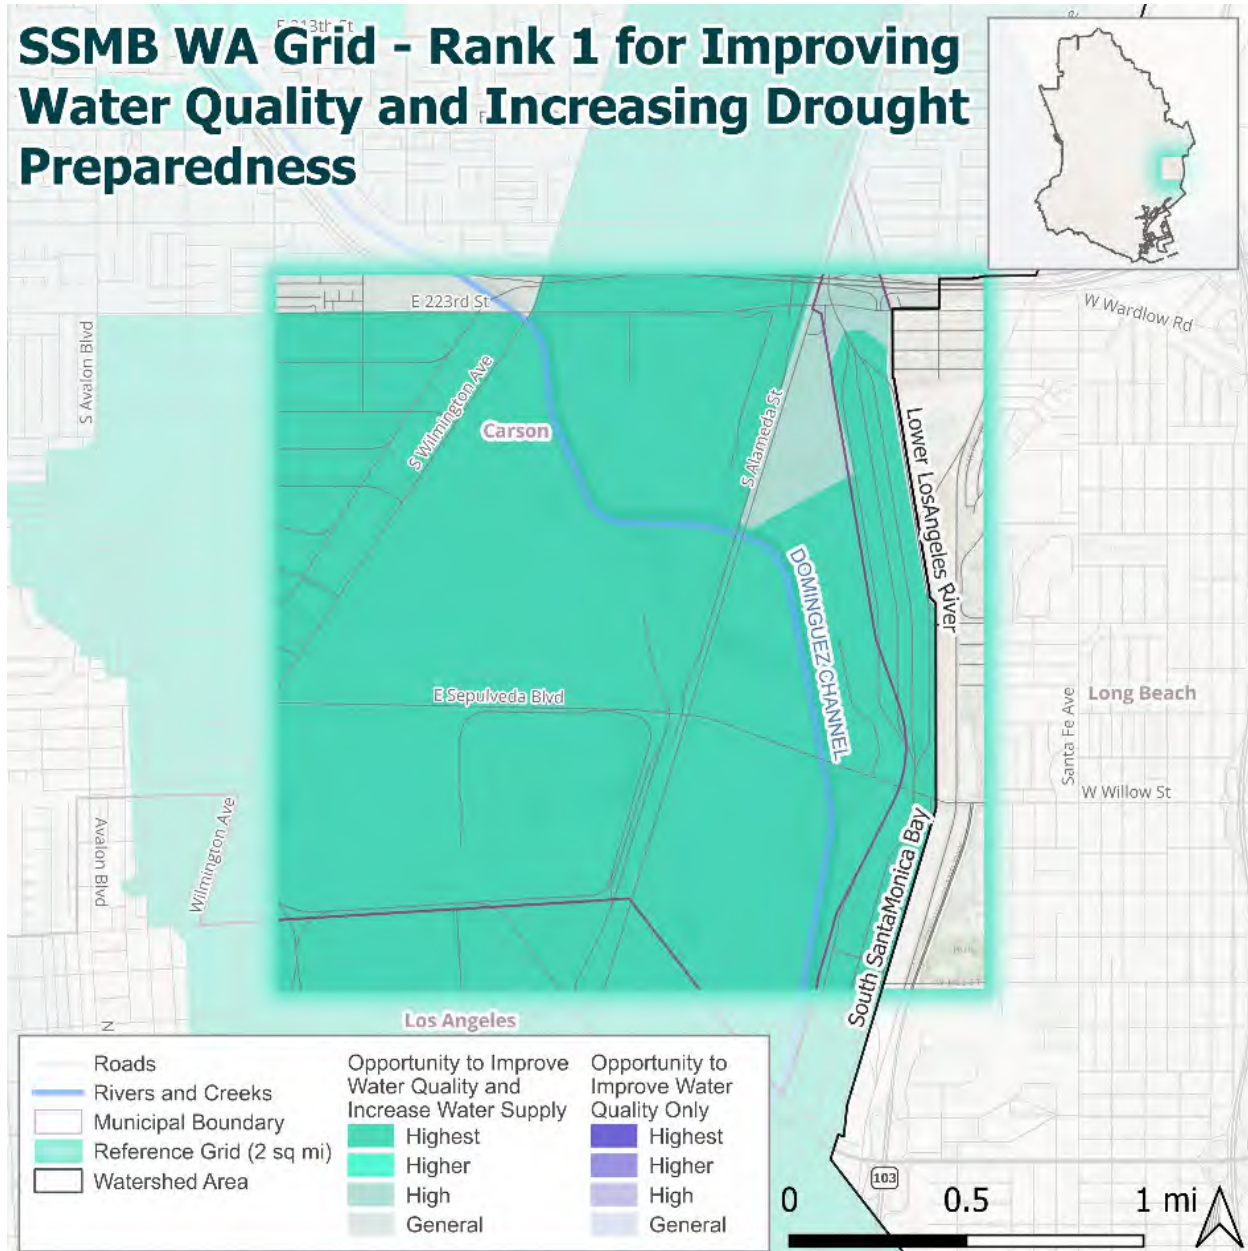 E 213th St
SSMB WA Grid - Rank 1 for Improving
Water Quality and Increasing Drought
Preparedness
E 223rd St
W Wardlow Rd
S Avalon Blvd
S Wilmington Ave
Carson
S Alameda St
Lower LosAngeles River
DOMINGUEZ CHANNEL
E Sepulveda Blvd
Long Beach
Santa Fe Ave
W Willow St
Avalon Blvd
Wilmington Ave
South SantaMonica Bay
Los Angeles
N
Roads
Rivers and Creeks
Municipal Boundary
Reference Grid (2 sq mi)
Watershed Area
Opportunity to Improve
Water Quality and
Increase Water Supply
Highest
Higher
High
General
Opportunity to
Improve Water
Quality Only
Highest
Higher
High
General
103
0 0.5 1 mi